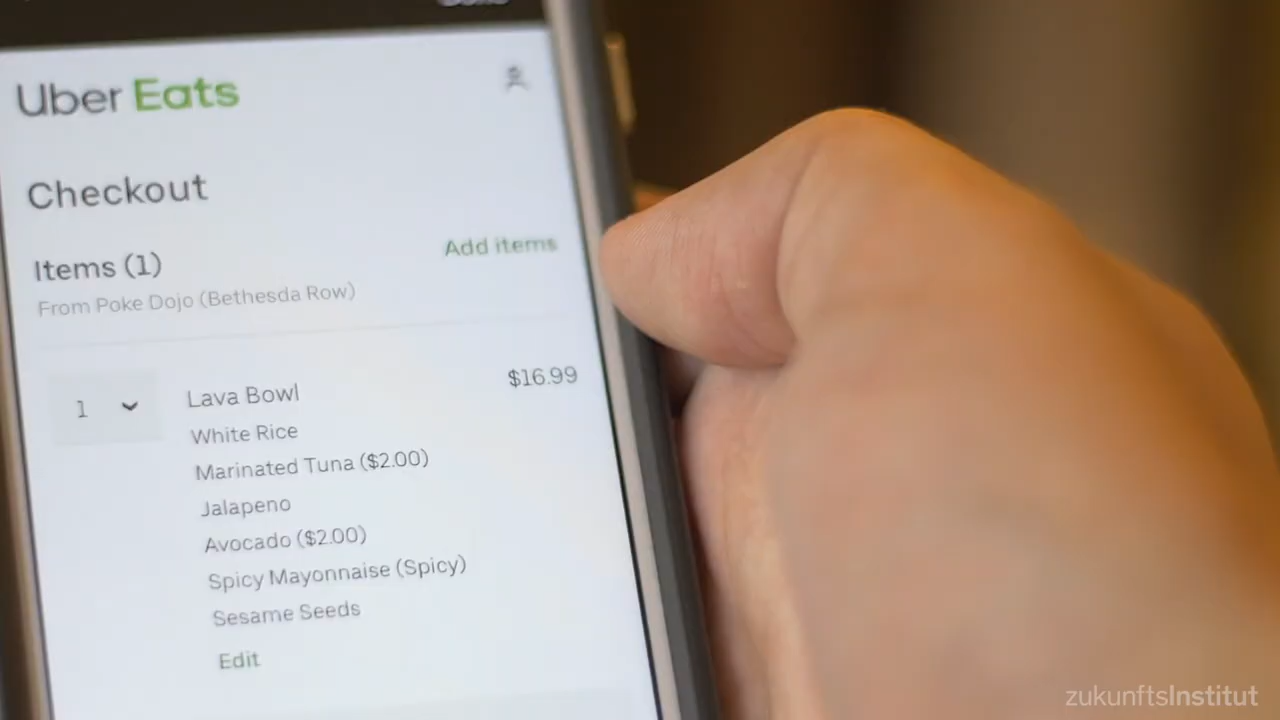 Uber Eats
Checkout
Items (1)
Add items
From Poke Dojo (Bethesda Row)
1
Lava Bowl
$16.99
White Rice
Marinated Tuna ($2.00)
Jalapeno
Avocado ($2.00)
Spicy Mayonnaise (Spicy)
Sesame Seeds
Edit
zukunftsInstitut